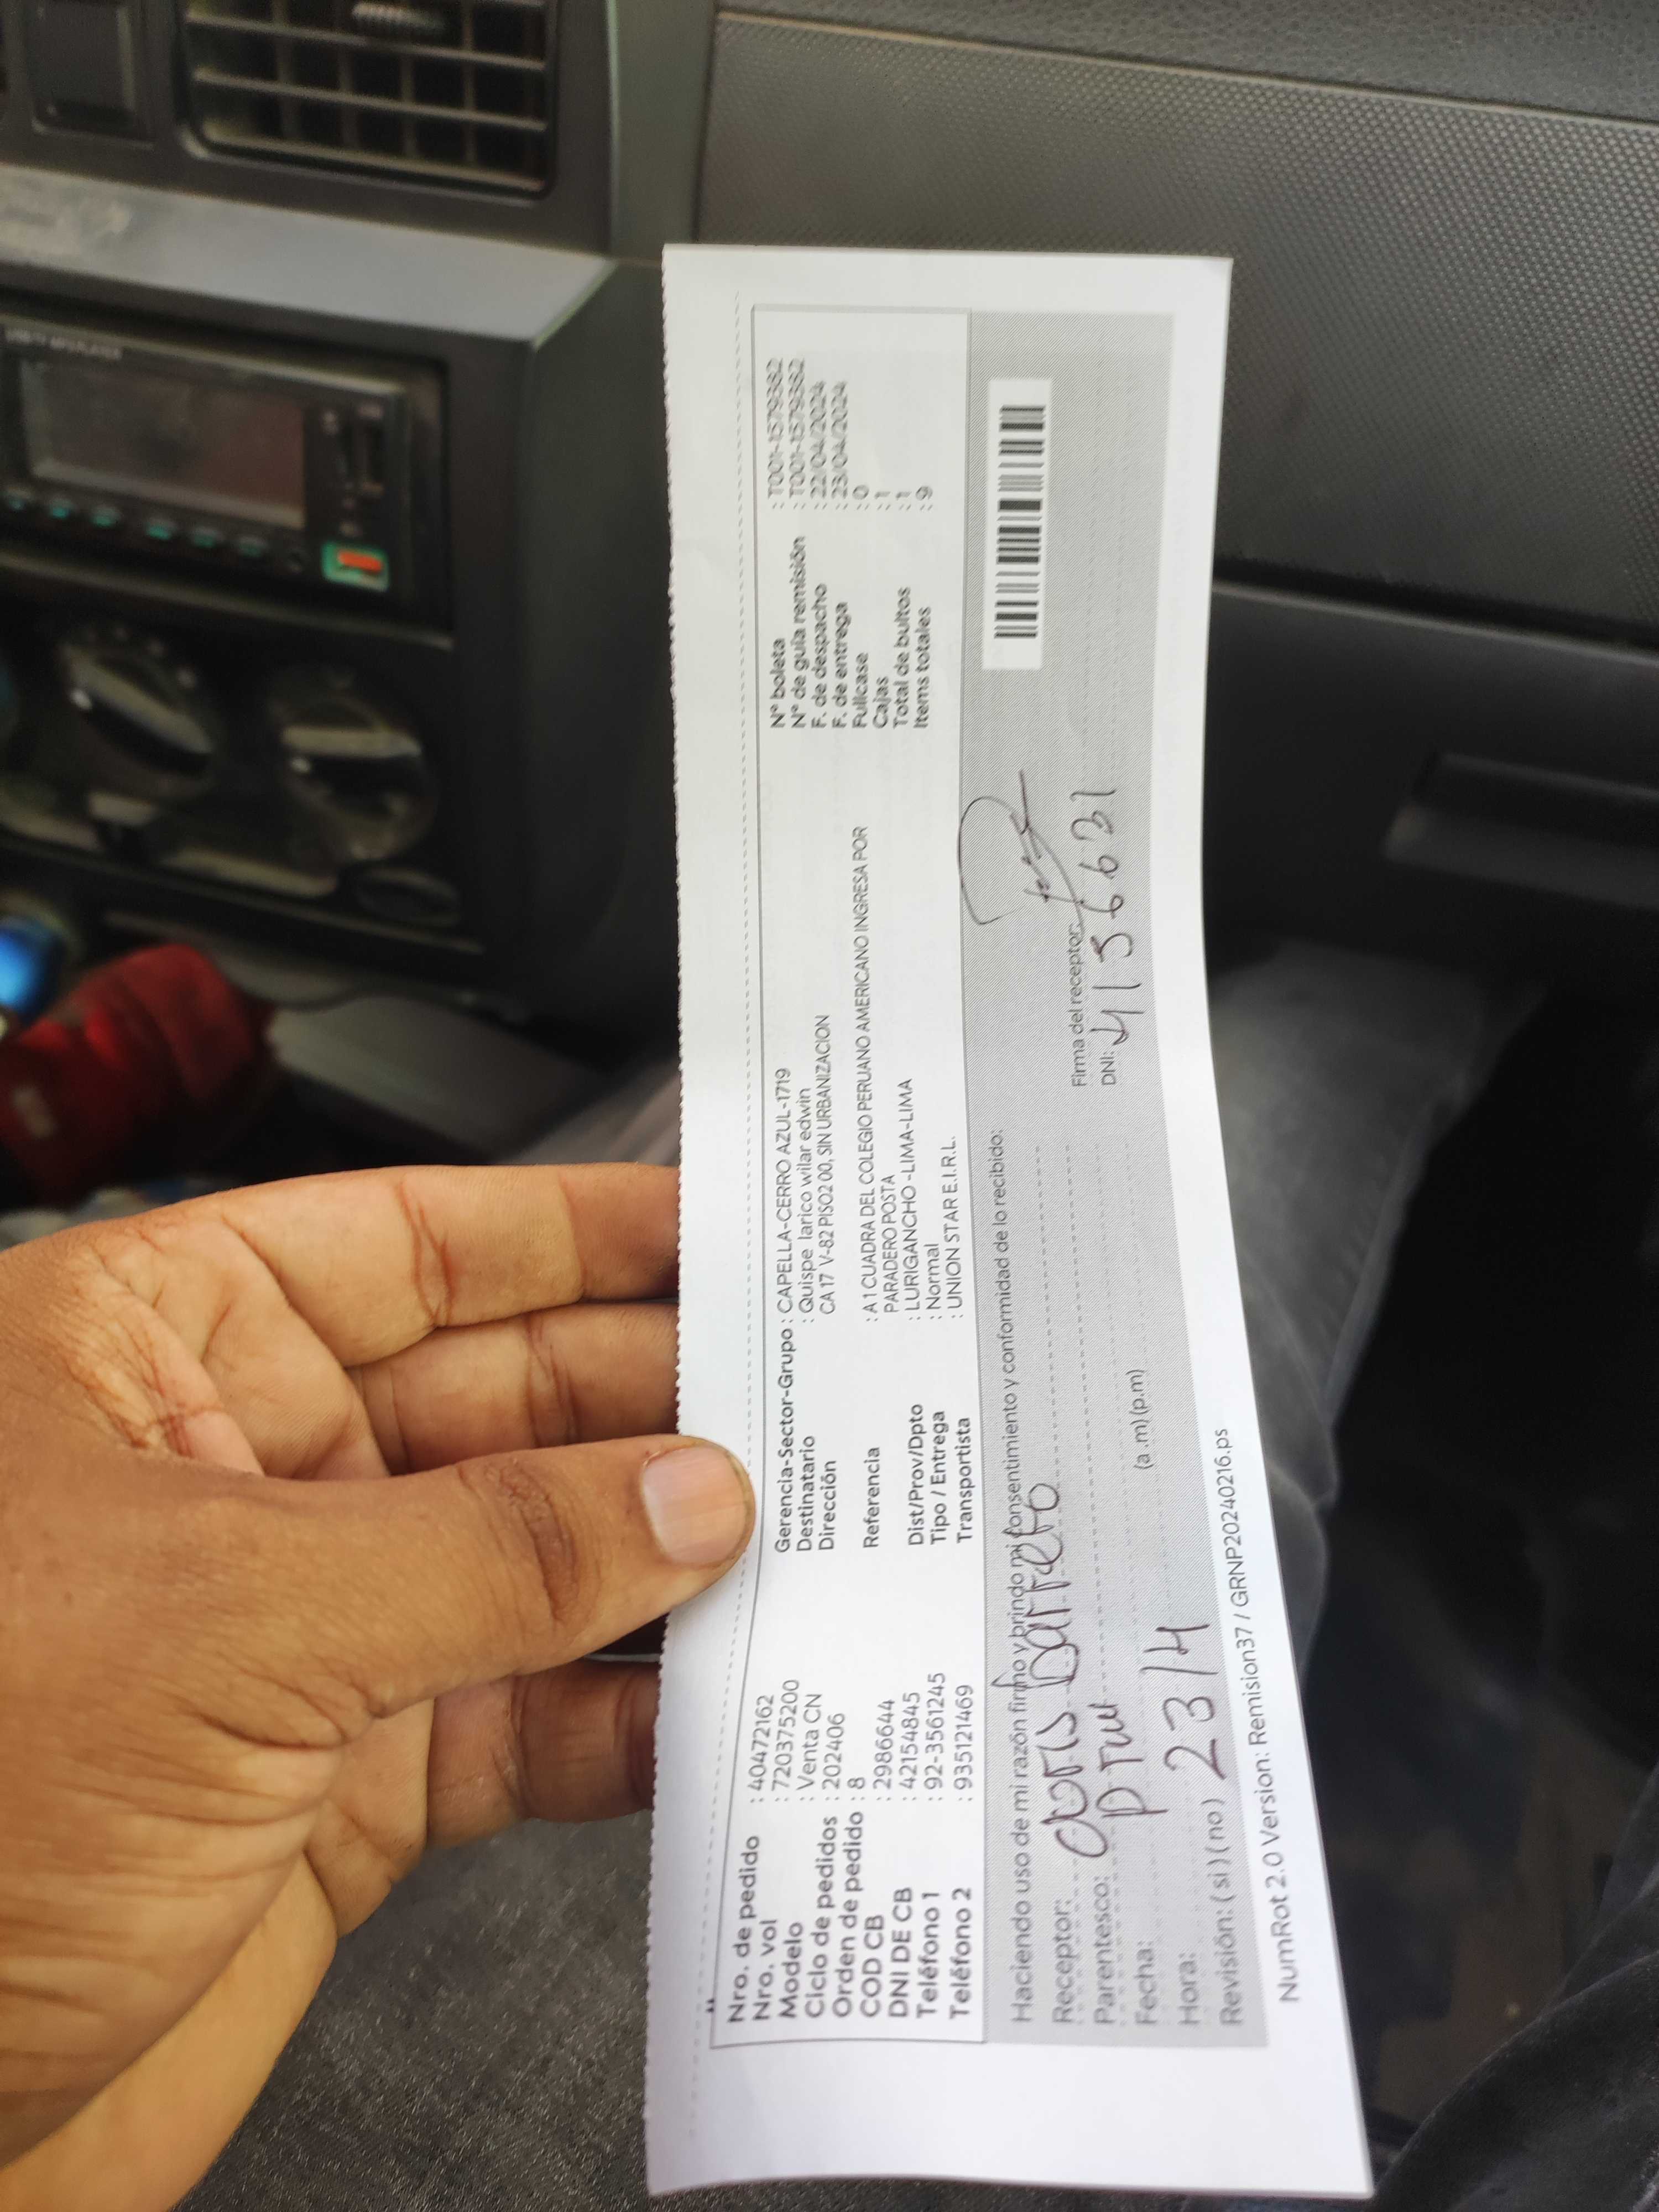 Nro. de pedido : 40472162
Nro. vol : 720375200
Modelo : Venta CN
Ciclo de pedidos : 202406
Orden de pedido : 8
COD CB : 2986644
DNI DE CB : 42154845
Teléfono 1 : 92-3561245
Teléfono 2 : 935121469
Gerencia-Sector-Grupo : CAPELLA-CERRO AZUL-1719
Destinatario : Quispe larico wilar edwin
Dirección CA 17 V-82 PISO2 00, SIN URBANIZACION
Referencia : A 1 CUADRA DEL COLEGIO PERUANO AMERICANO INGRESA POR
PARADERO POSTA
Dist/Prov/Dpto : LURIGANCHO -LIMA-LIMA
Tipo / Entrega : Normal
Transportista : UNION STAR E.I.R.L.
N° boleta : T001-1579382
N° de guía remisión : T001-1579382
F. de despacho : 22/04/2024
F. de entrega : 23/04/2024
Fullcase : 0
Cajas : 1
Total de bultos : 1
Items totales : 9
Haciendo uso de mi razón firmo y brindo mi consentimiento y conformidad de lo recibido:
Receptor: Doris Barreto
Parentesco:
Fecha: 23/4
Hora: (a.m) (p.m)
Revisión: ( si ) ( no )
Firma del receptor:
DNI: 41566631
NumRot 2.0 Version: Remision37 / GRNP20240216.ps